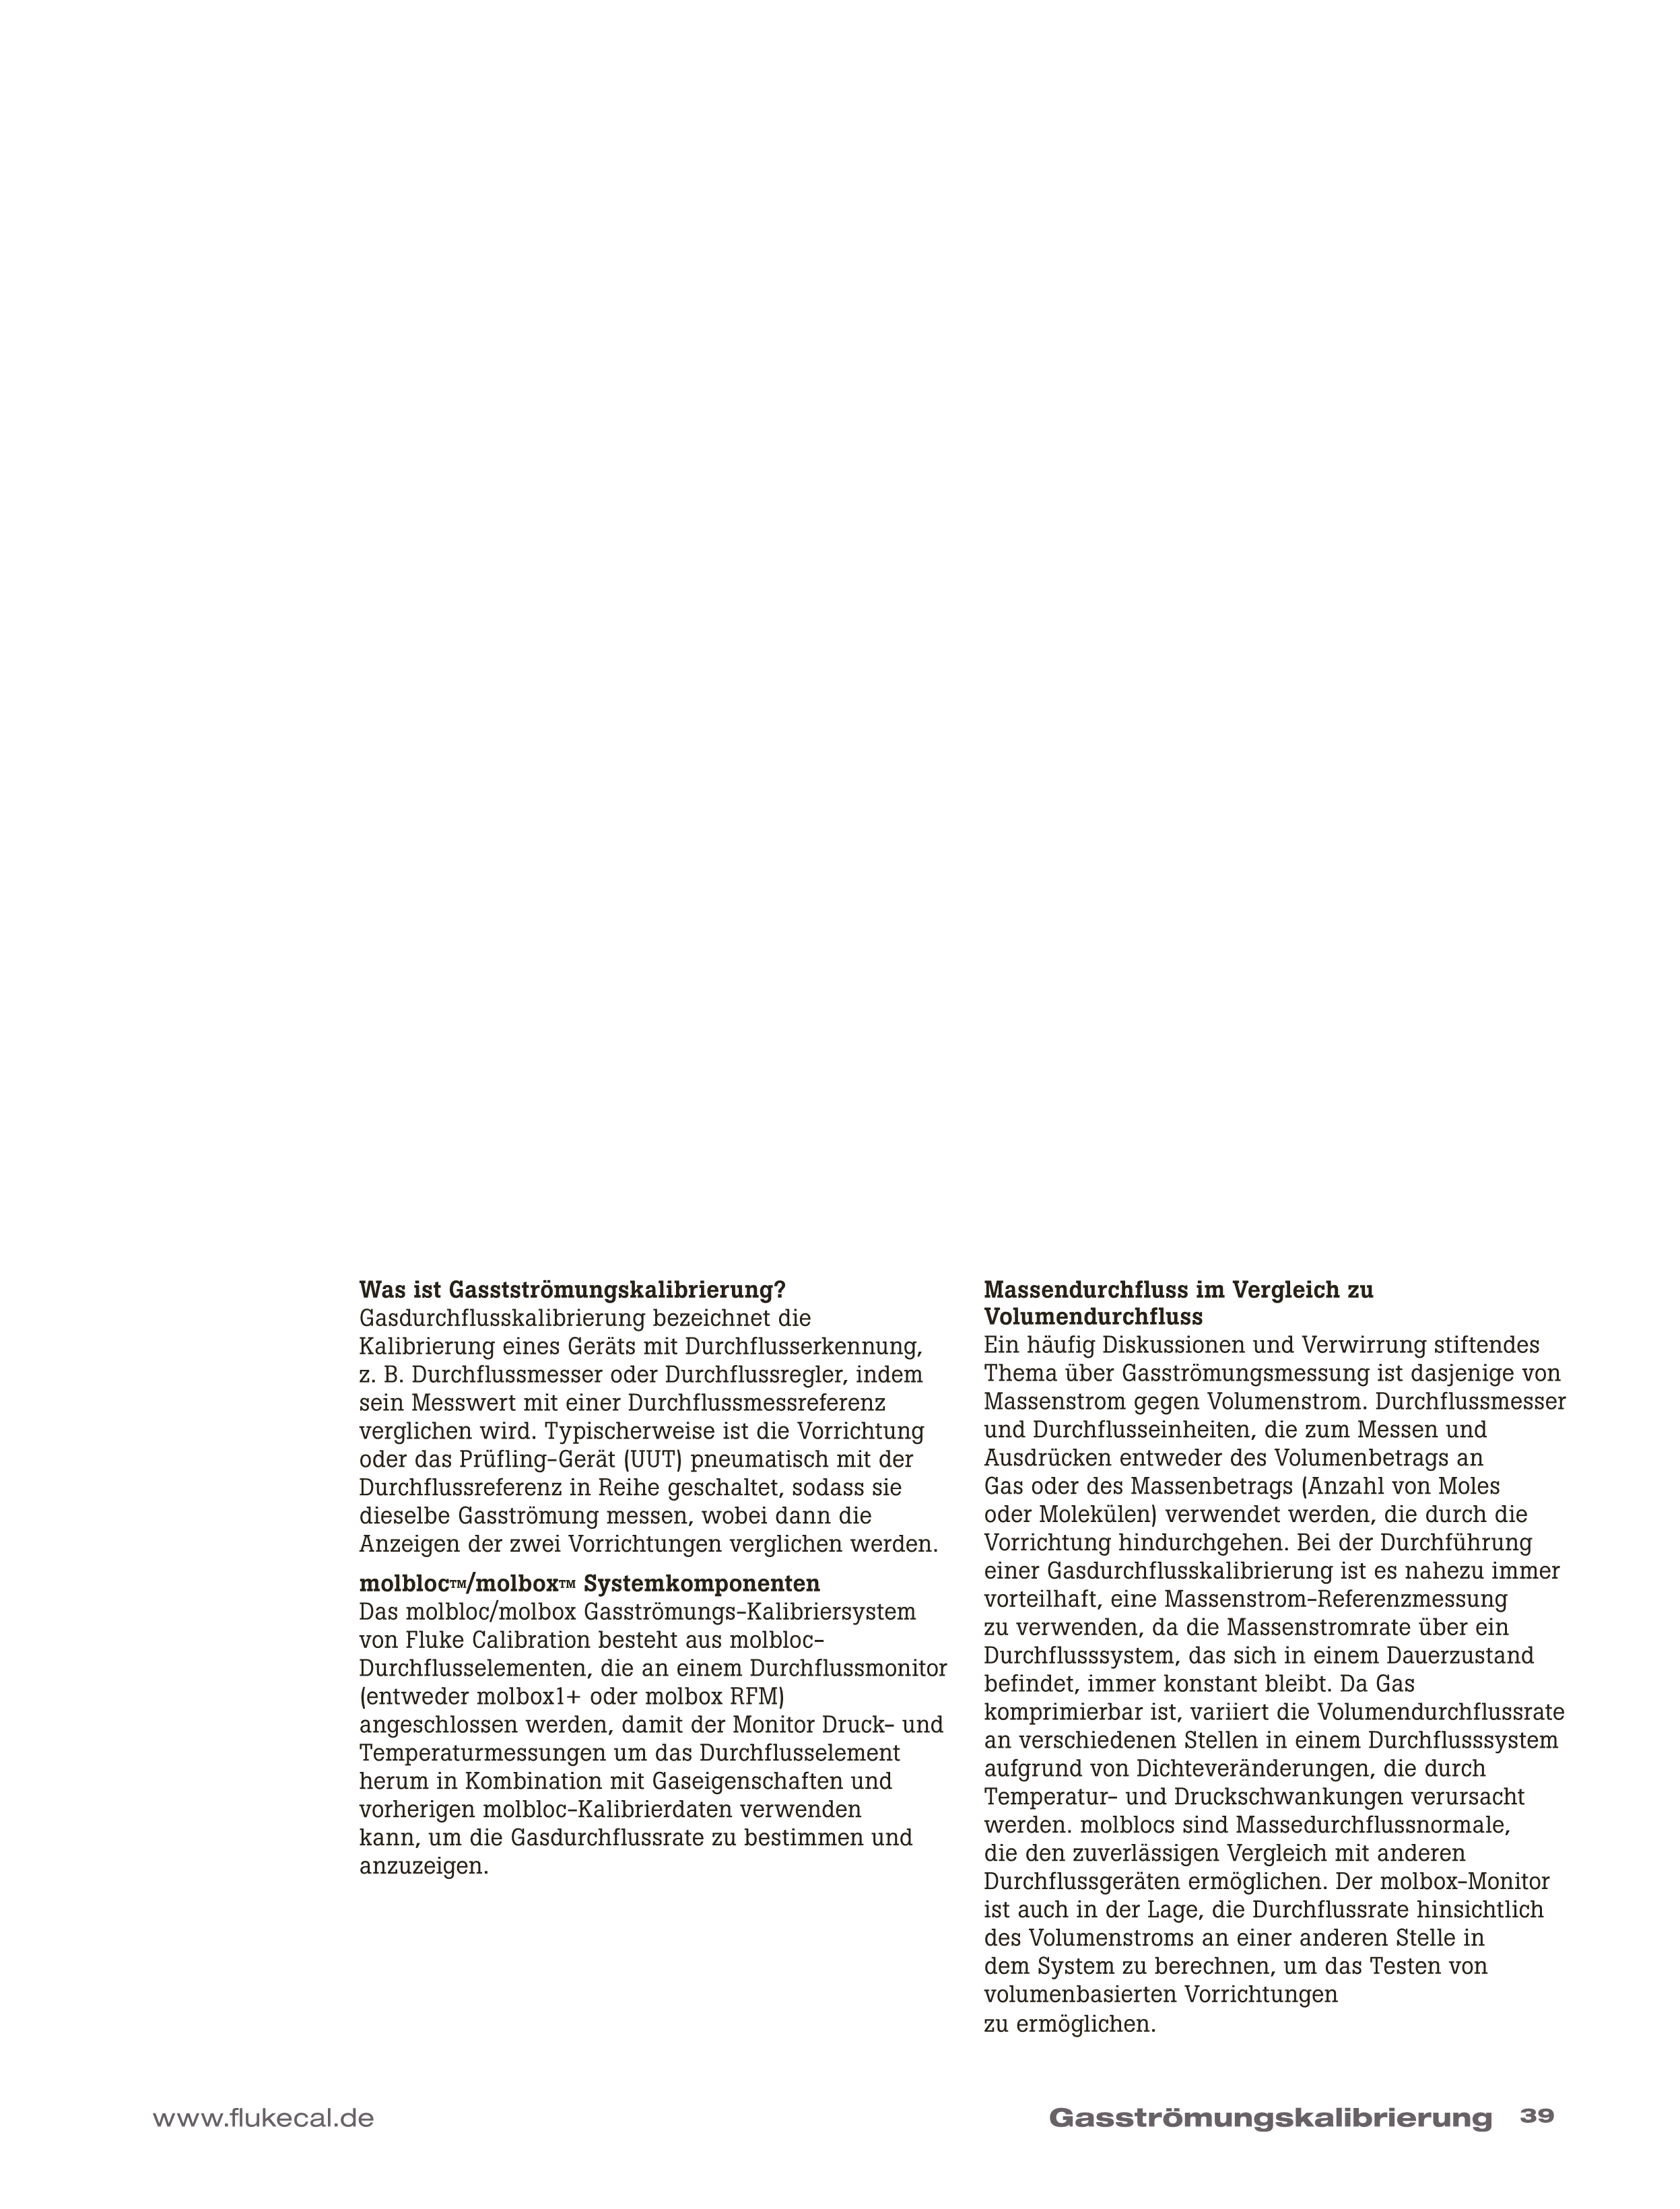 Was ist Gasstströmungskalibrierung?
Gasdurchflusskalibrierung bezeichnet die
Kalibrierung eines Geräts mit Durchflusserkennung,
z. B. Durchflussmesser oder Durchflussregler, indem
sein Messwert mit einer Durchflussmessreferenz
verglichen wird. Typischerweise ist die Vorrichtung
oder das Prüfling-Gerät (UUT) pneumatisch mit der
Durchflussreferenz in Reihe geschaltet, sodass sie
dieselbe Gasströmung messen, wobei dann die
Anzeigen der zwei Vorrichtungen verglichen werden.
molbloc™/molbox™ Systemkomponenten
Das molbloc/molbox Gasströmungs-Kalibriersystem
von Fluke Calibration besteht aus molbloc-
Durchflusselementen, die an einem Durchflussmonitor
(entweder molbox1+ oder molbox RFM)
angeschlossen werden, damit der Monitor Druck- und
Temperaturmessungen um das Durchflusselement
herum in Kombination mit Gaseigenschaften und
vorherigen molbloc-Kalibrierdaten verwenden
kann, um die Gasdurchflussrate zu bestimmen und
anzuzeigen.
Massendurchfluss im Vergleich zu
Volumendurchfluss
Ein häufig Diskussionen und Verwirrung stiftendes
Thema über Gasströmungsmessung ist dasjenige von
Massenstrom gegen Volumenstrom. Durchflussmesser
und Durchflusseinheiten, die zum Messen und
Ausdrücken entweder des Volumenbetrags an
Gas oder des Massenbetrags (Anzahl von Moles
oder Molekülen) verwendet werden, die durch die
Vorrichtung hindurchgehen. Bei der Durchführung
einer Gasdurchflusskalibrierung ist es nahezu immer
vorteilhaft, eine Massenstrom-Referenzmessung
zu verwenden, da die Massenstromrate über ein
Durchflusssystem, das sich in einem Dauerzustand
befindet, immer konstant bleibt. Da Gas
komprimierbar ist, variiert die Volumendurchflussrate
an verschiedenen Stellen in einem Durchflusssystem
aufgrund von Dichteveränderungen, die durch
Temperatur- und Druckschwankungen verursacht
werden. molblocs sind Massedurchflussnormale,
die den zuverlässigen Vergleich mit anderen
Durchflussgeräten ermöglichen. Der molbox-Monitor
ist auch in der Lage, die Durchflussrate hinsichtlich
des Volumenstroms an einer anderen Stelle in
dem System zu berechnen, um das Testen von
volumenbasierten Vorrichtungen
zu ermöglichen.
www.flukecal.de
Gasströmungskalibrierung 39